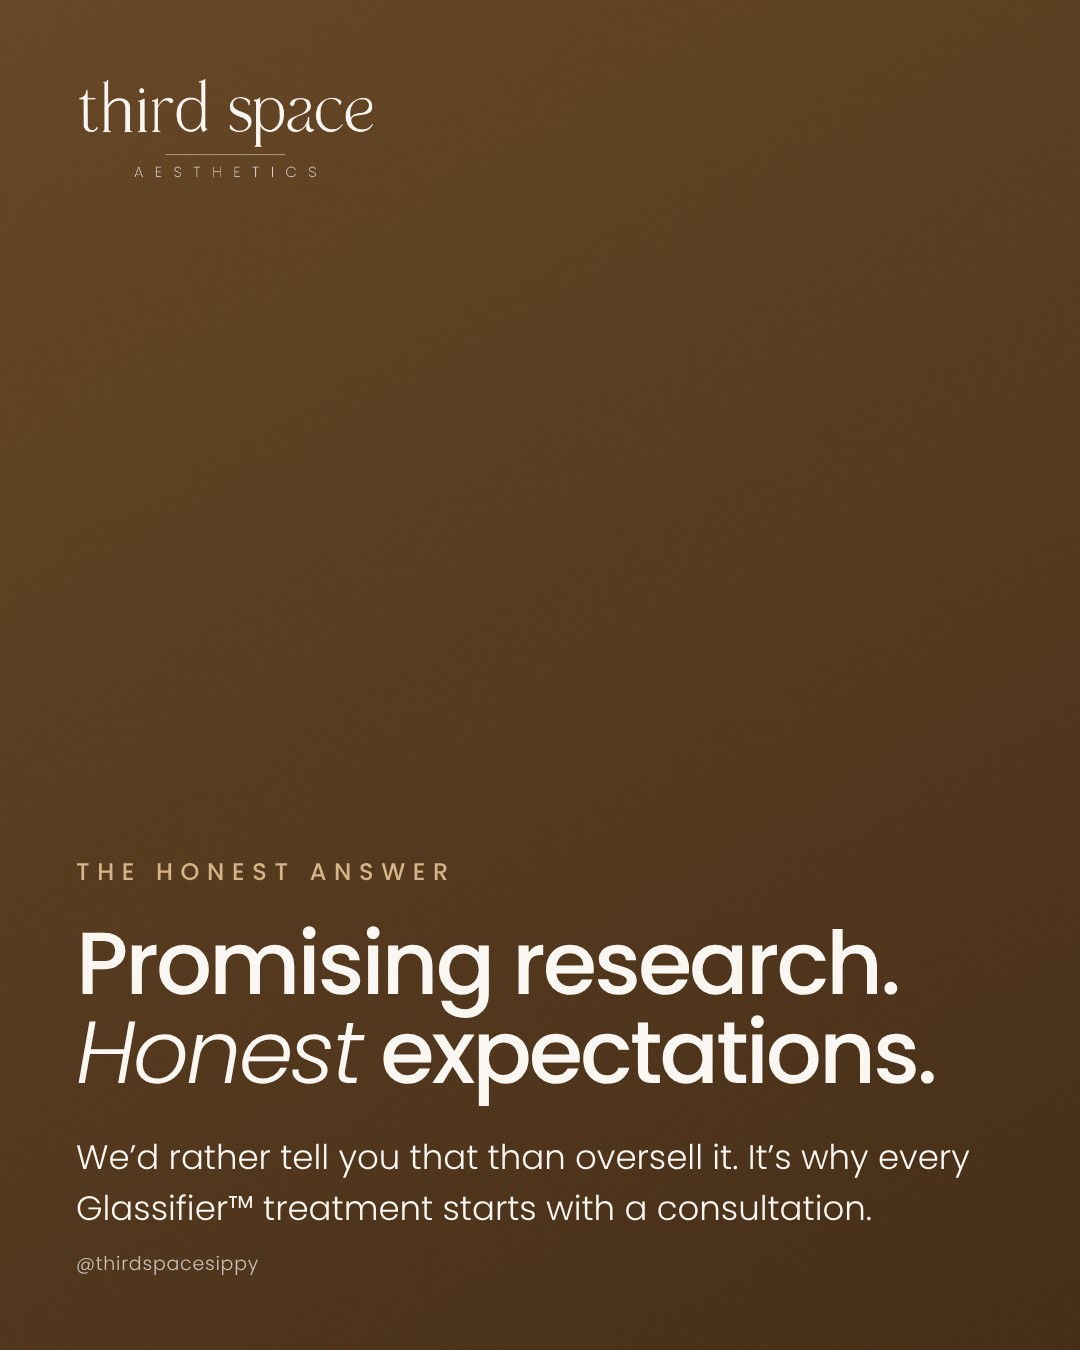 third space
AESTHETICS
THE HONEST ANSWER
Promising research.
Honest expectations.
We’d rather tell you that than oversell it. It’s why every
Glassifier™ treatment starts with a consultation.
@thirdspacesippy